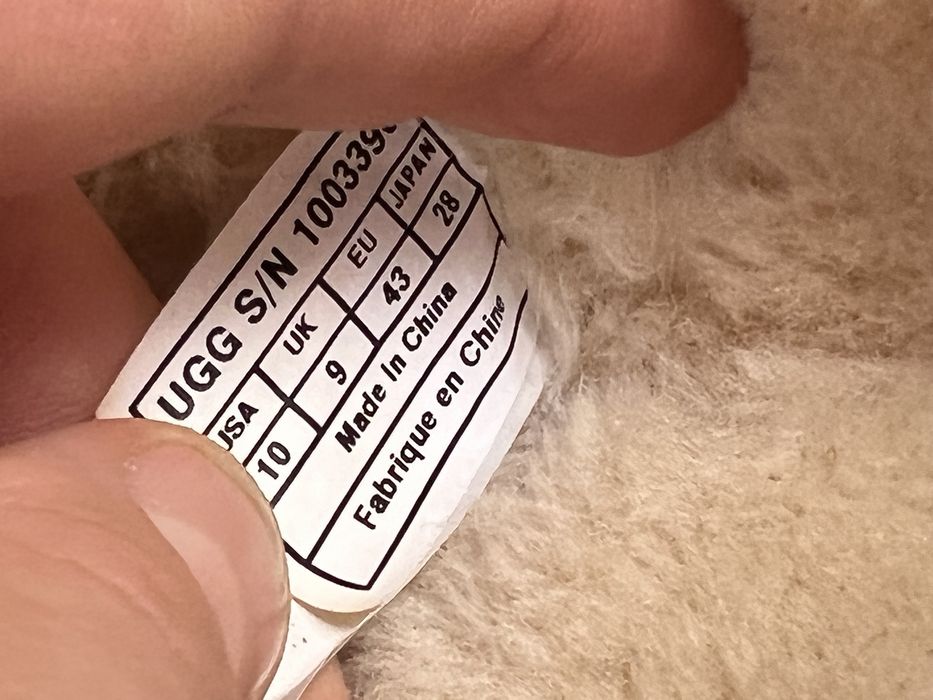 UGG S/N 100339
USA UK EU JAPAN
10 9 43 28
Made In China
Fabrique en Chine